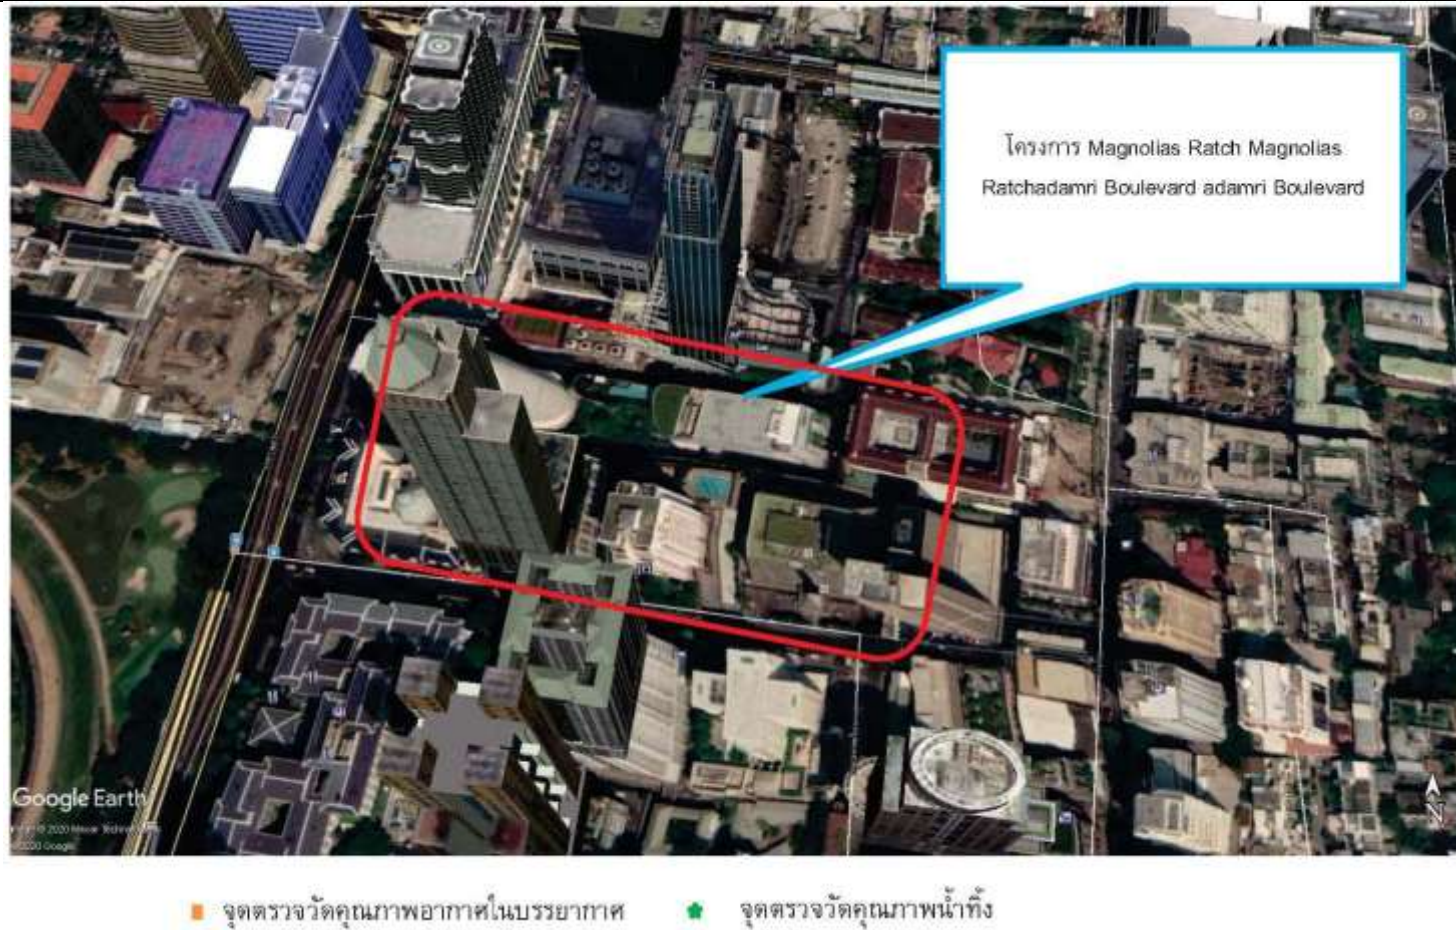 โครงการ Magnolias Ratch Magnolias
Ratchadamri Boulevard adamri Boulevard
Google Earth
© 2020 Google
N
จุดตรวจวัดคุณภาพอากาศในบรรยากาศ
จุดตรวจวัดคุณภาพน้ำทิ้ง